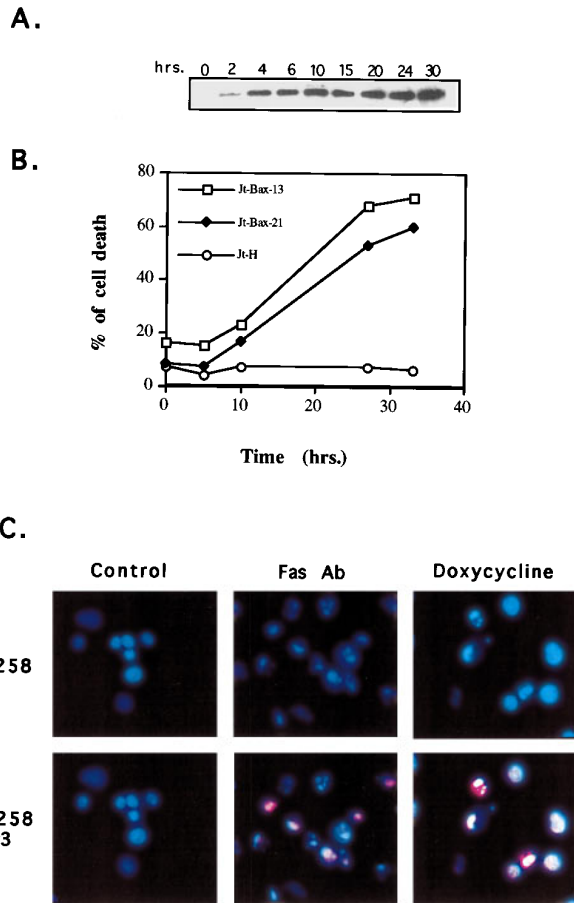 A.
hrs. 0 2 4 6 10 15 20 24 30
B.
80
60
40
20
0
Jt-Bax-13
Jt-Bax-21
Jt-H
% of cell death
0 10 20 30 40
Time (hrs.)
C.
Control Fas Ab Doxycycline
258
258
3